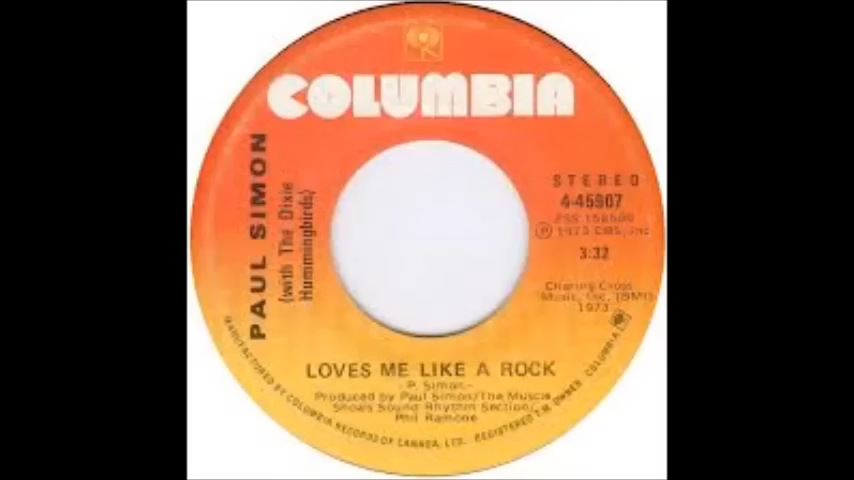 COLUMBIA
PAUL SIMON
(with The Dixie
Hummingbirds)
STEREO
4-45907
ZSS 158500
Ⓟ 1973 CBS, Inc
3:32
Charing Cross
Music, Inc. (BMI)
1973
LOVES ME LIKE A ROCK
- P. Simon -
Produced by Paul Simon/The Muscle
Shoals Sound Rhythm Section/
Phil Ramone
MANUFACTURED BY COLUMBIA RECORDS OF CANADA, LTD. REGISTERED T.M. OWNER COLUMBIA